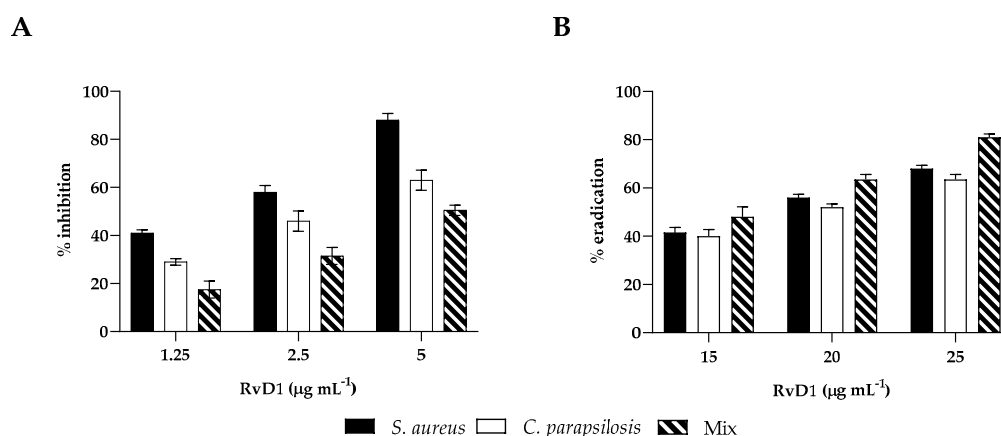 A
B
% inhibition
100
80
60
40
20
0
1.25 2.5 5
RvD1 (µg mL⁻¹)
% eradication
100
80
60
40
20
0
15 20 25
RvD1 (µg mL⁻¹)
S. aureus C. parapsilosis Mix